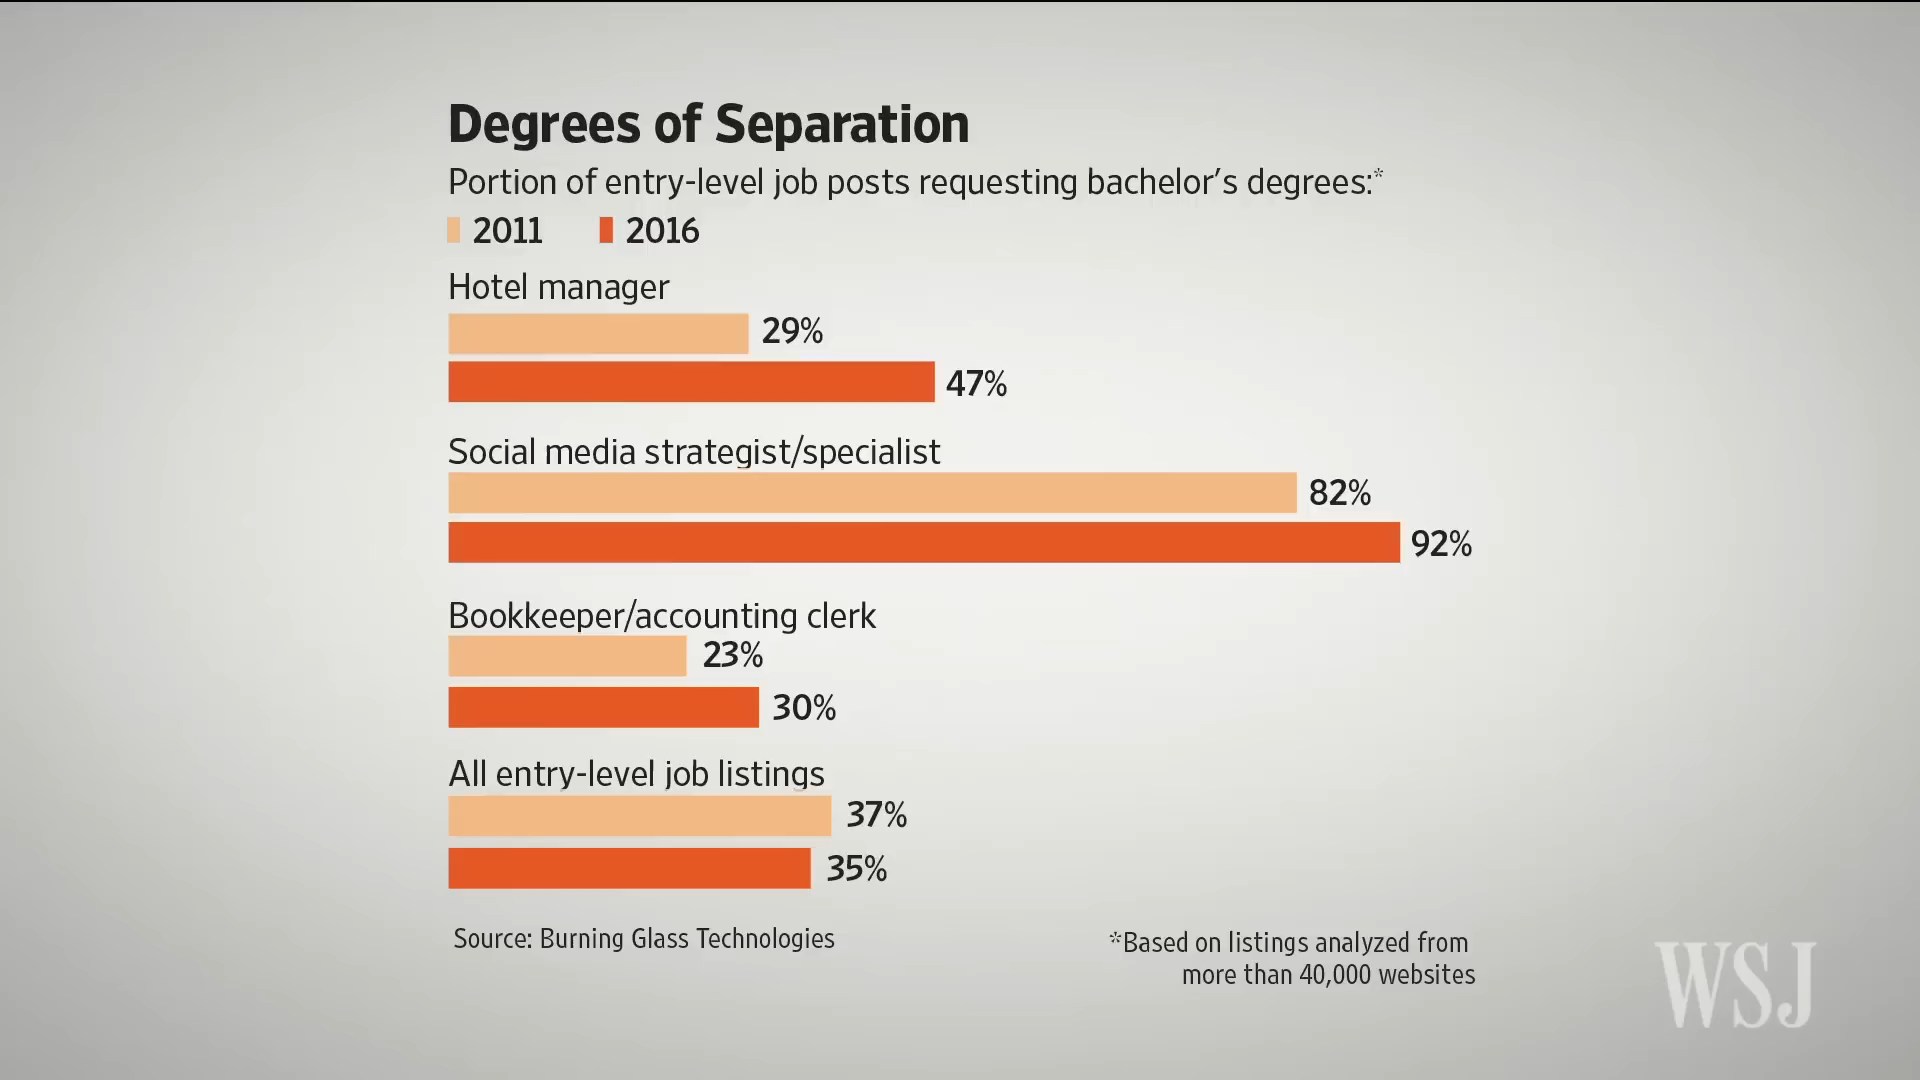 Degrees of Separation
Portion of entry-level job posts requesting bachelor's degrees:*
2011 2016
Hotel manager
29%
47%
Social media strategist/specialist
82%
92%
Bookkeeper/accounting clerk
23%
30%
All entry-level job listings
37%
35%
Source: Burning Glass Technologies
*Based on listings analyzed from
more than 40,000 websites
WSJ